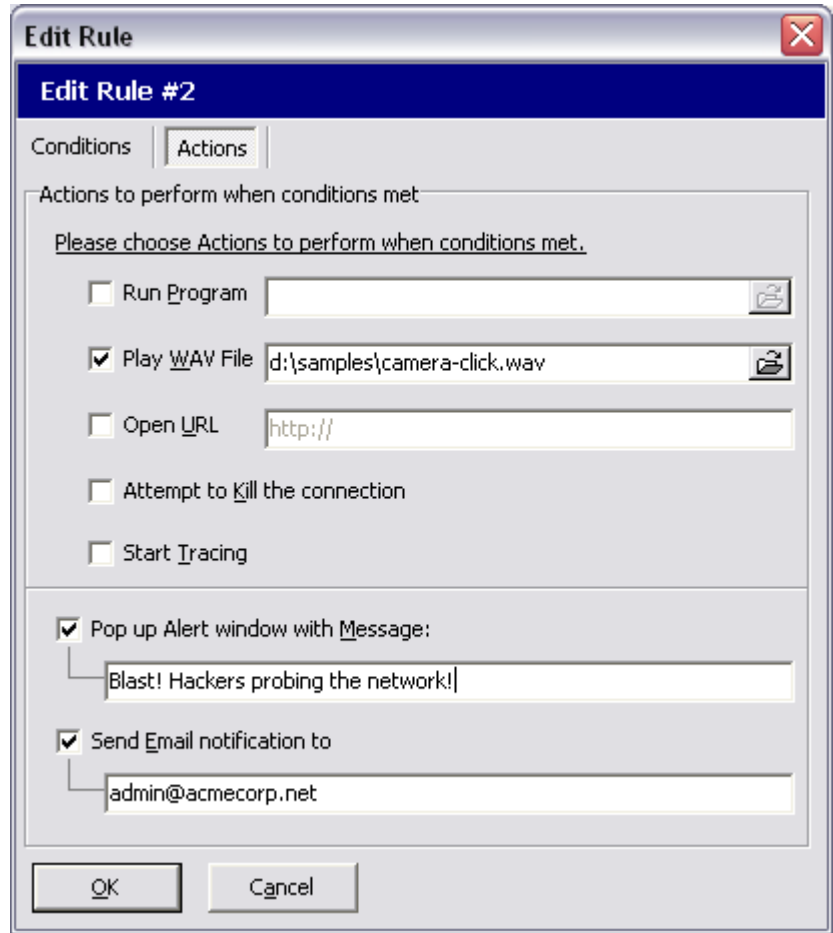 Edit Rule
Edit Rule #2
Conditions Actions
Actions to perform when conditions met
Please choose Actions to perform when conditions met.
Run Program
Play WAV File d:\samples\camera-click.wav
Open URL http://
Attempt to Kill the connection
Start Tracing
Pop up Alert window with Message:
Blast! Hackers probing the network!
Send Email notification to
admin@acmecorp.net
OK Cancel